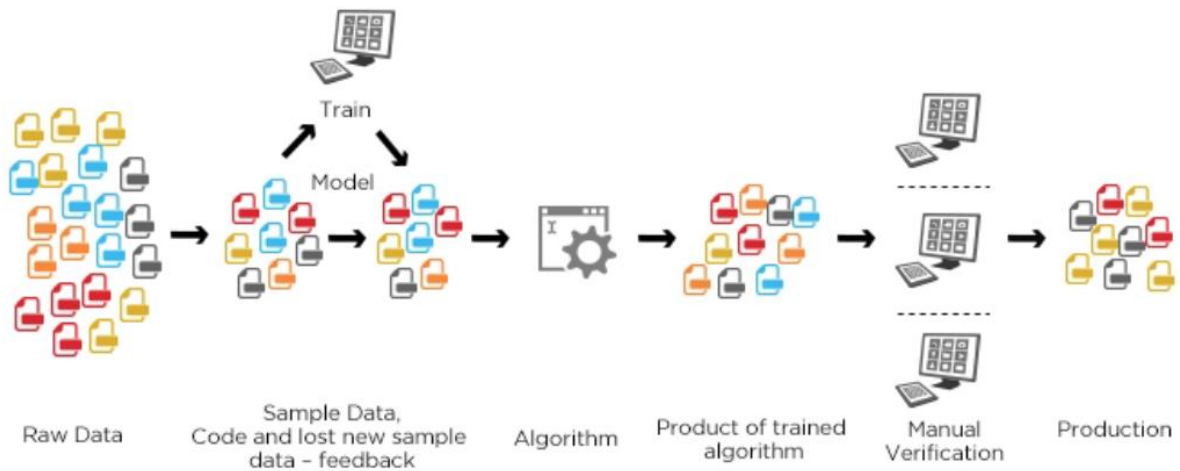 Train
Model
Raw Data
Sample Data,
Code and lost new sample
data – feedback
Algorithm
Product of trained
algorithm
Manual
Verification
Production